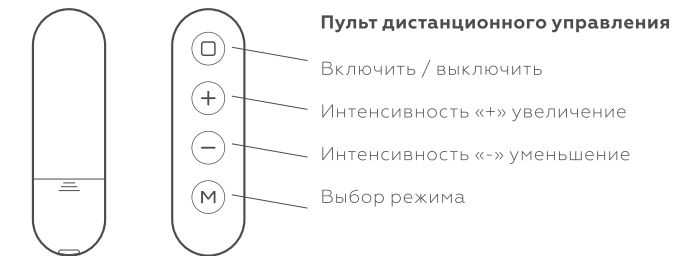 Пульт дистанционного управления
Включить / выключить
Интенсивность «+» увеличение
Интенсивность «-» уменьшение
Выбор режима
M